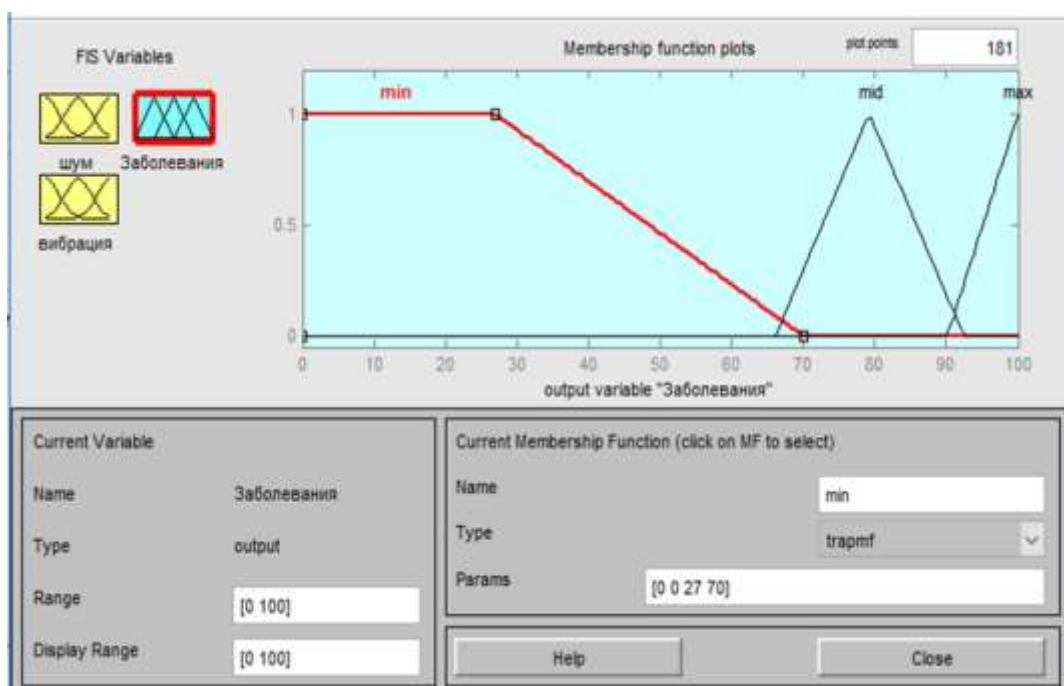 FIS Variables
Membership function plots
plot points:
181
шум
Заболевания
вибрация
min
mid
max
1
0.5
0
0 10 20 30 40 50 60 70 80 90 100
output variable "Заболевания"
Current Variable
Name Заболевания
Type output
Range [0 100]
Display Range [0 100]
Current Membership Function (click on MF to select)
Name min
Type trapmf
Params [0 0 27 70]
Help
Close